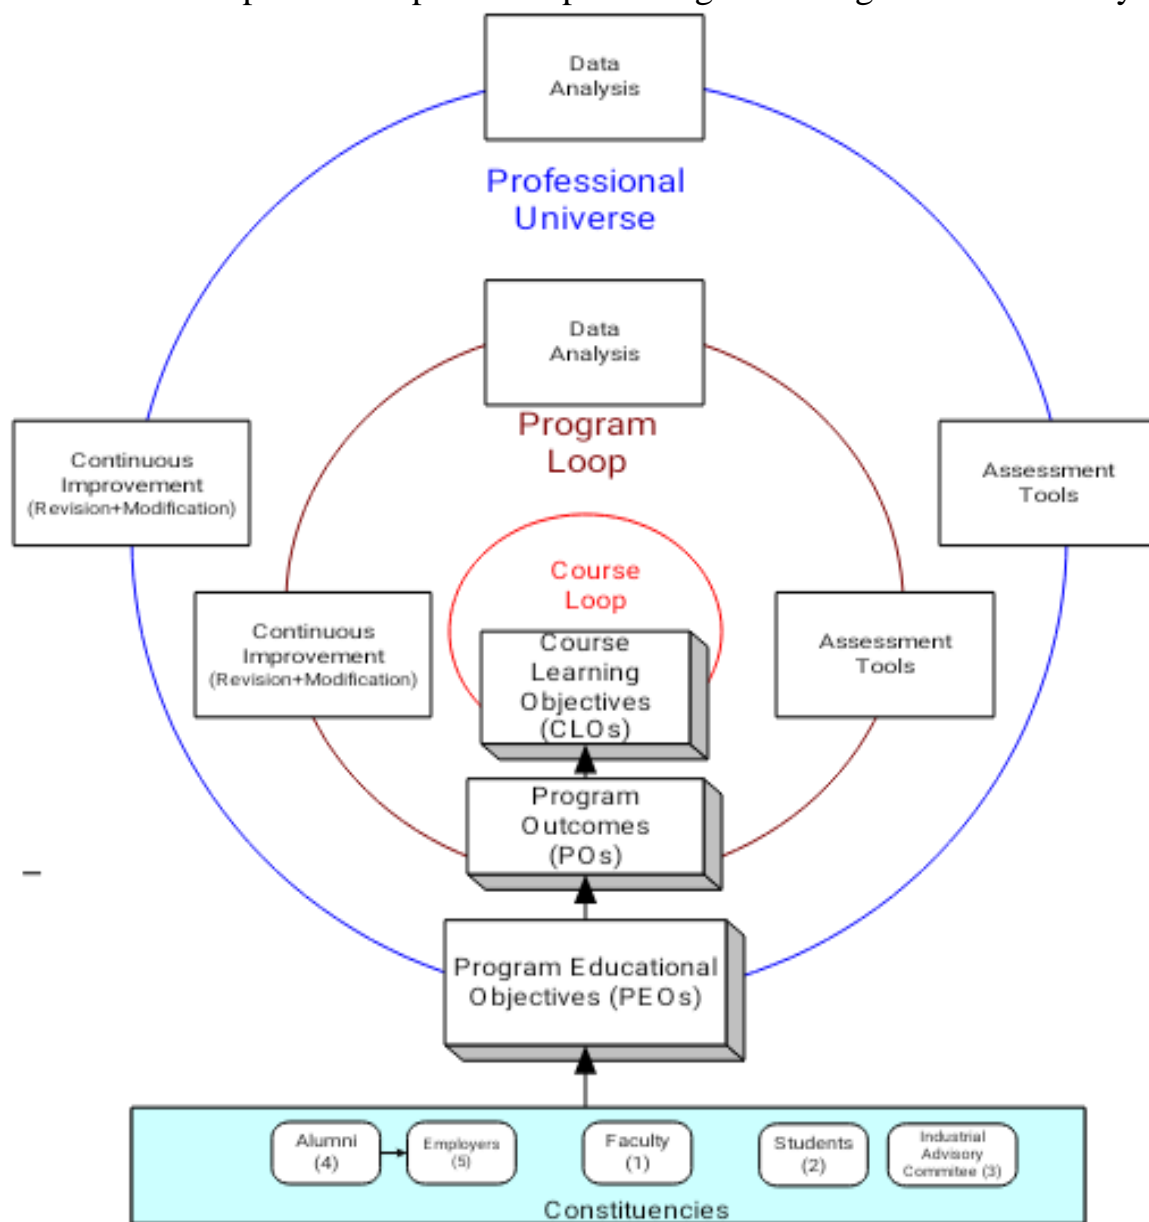 Data
Analysis
Professional
Universe
Data
Analysis
Program
Loop
Continuous
Improvement
(Revision+Modification)
Assessment
Tools
Course
Loop
Continuous
Improvement
(Revision+Modification)
Course
Learning
Objectives
(CLOs)
Assessment
Tools
Program
Outcomes
(POs)
Program Educational
Objectives (PEOs)
Alumni
(4)
Employers
(5)
Faculty
(1)
Students
(2)
Industrial
Advisory
Commitee (3)
Constituencies